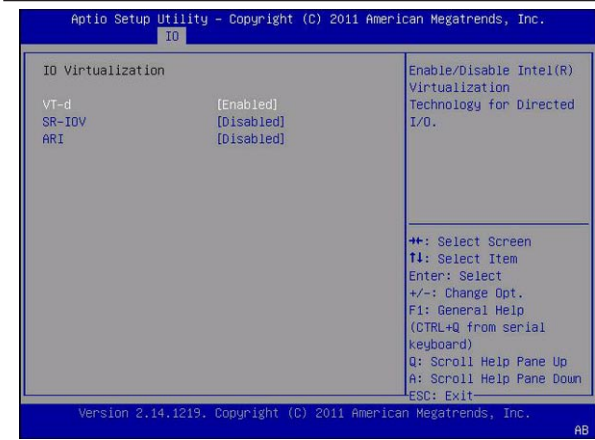 Aptio Setup Utility – Copyright (C) 2011 American Megatrends, Inc.
IO
IO Virtualization
VT-d [Enabled]
SR-IOV [Disabled]
ARI [Disabled]
Enable/Disable Intel(R)
Virtualization
Technology for Directed
I/O.
→←: Select Screen
↑↓: Select Item
Enter: Select
+/-: Change Opt.
F1: General Help
(CTRL+Q from serial
keyboard)
Q: Scroll Help Pane Up
A: Scroll Help Pane Down
ESC: Exit
Version 2.14.1219. Copyright (C) 2011 American Megatrends, Inc.
AB